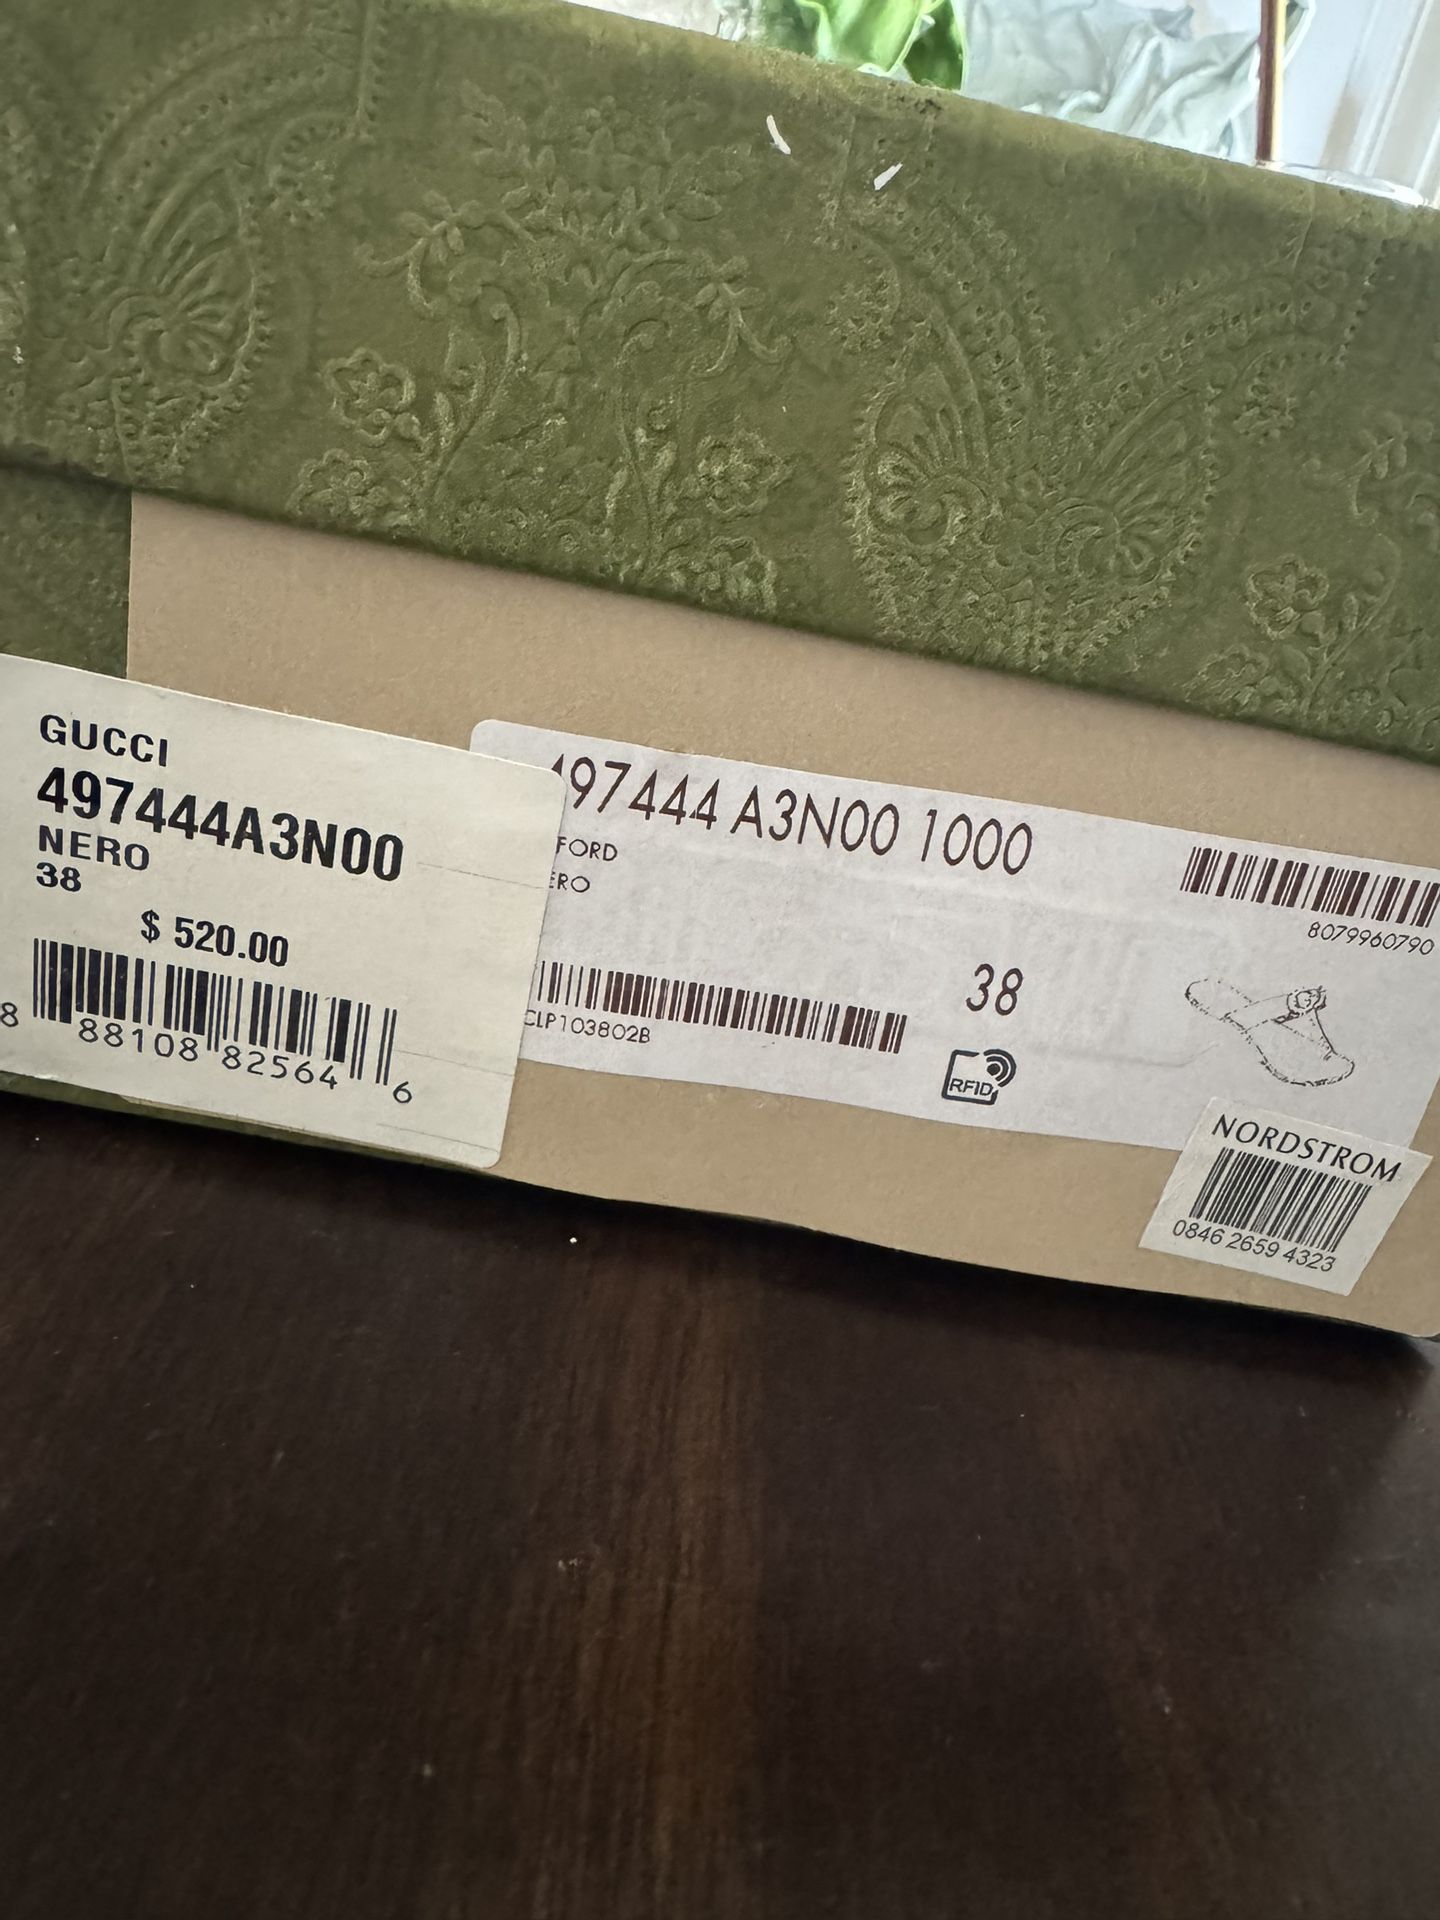 GUCCI
497444A3N00
NERO
38
$ 520.00
8 88108 82564 6
497444 A3N00 1000
FORD
ERO
8079960790
38
CLP103802B
RFID
NORDSTROM
0846 2659 4323